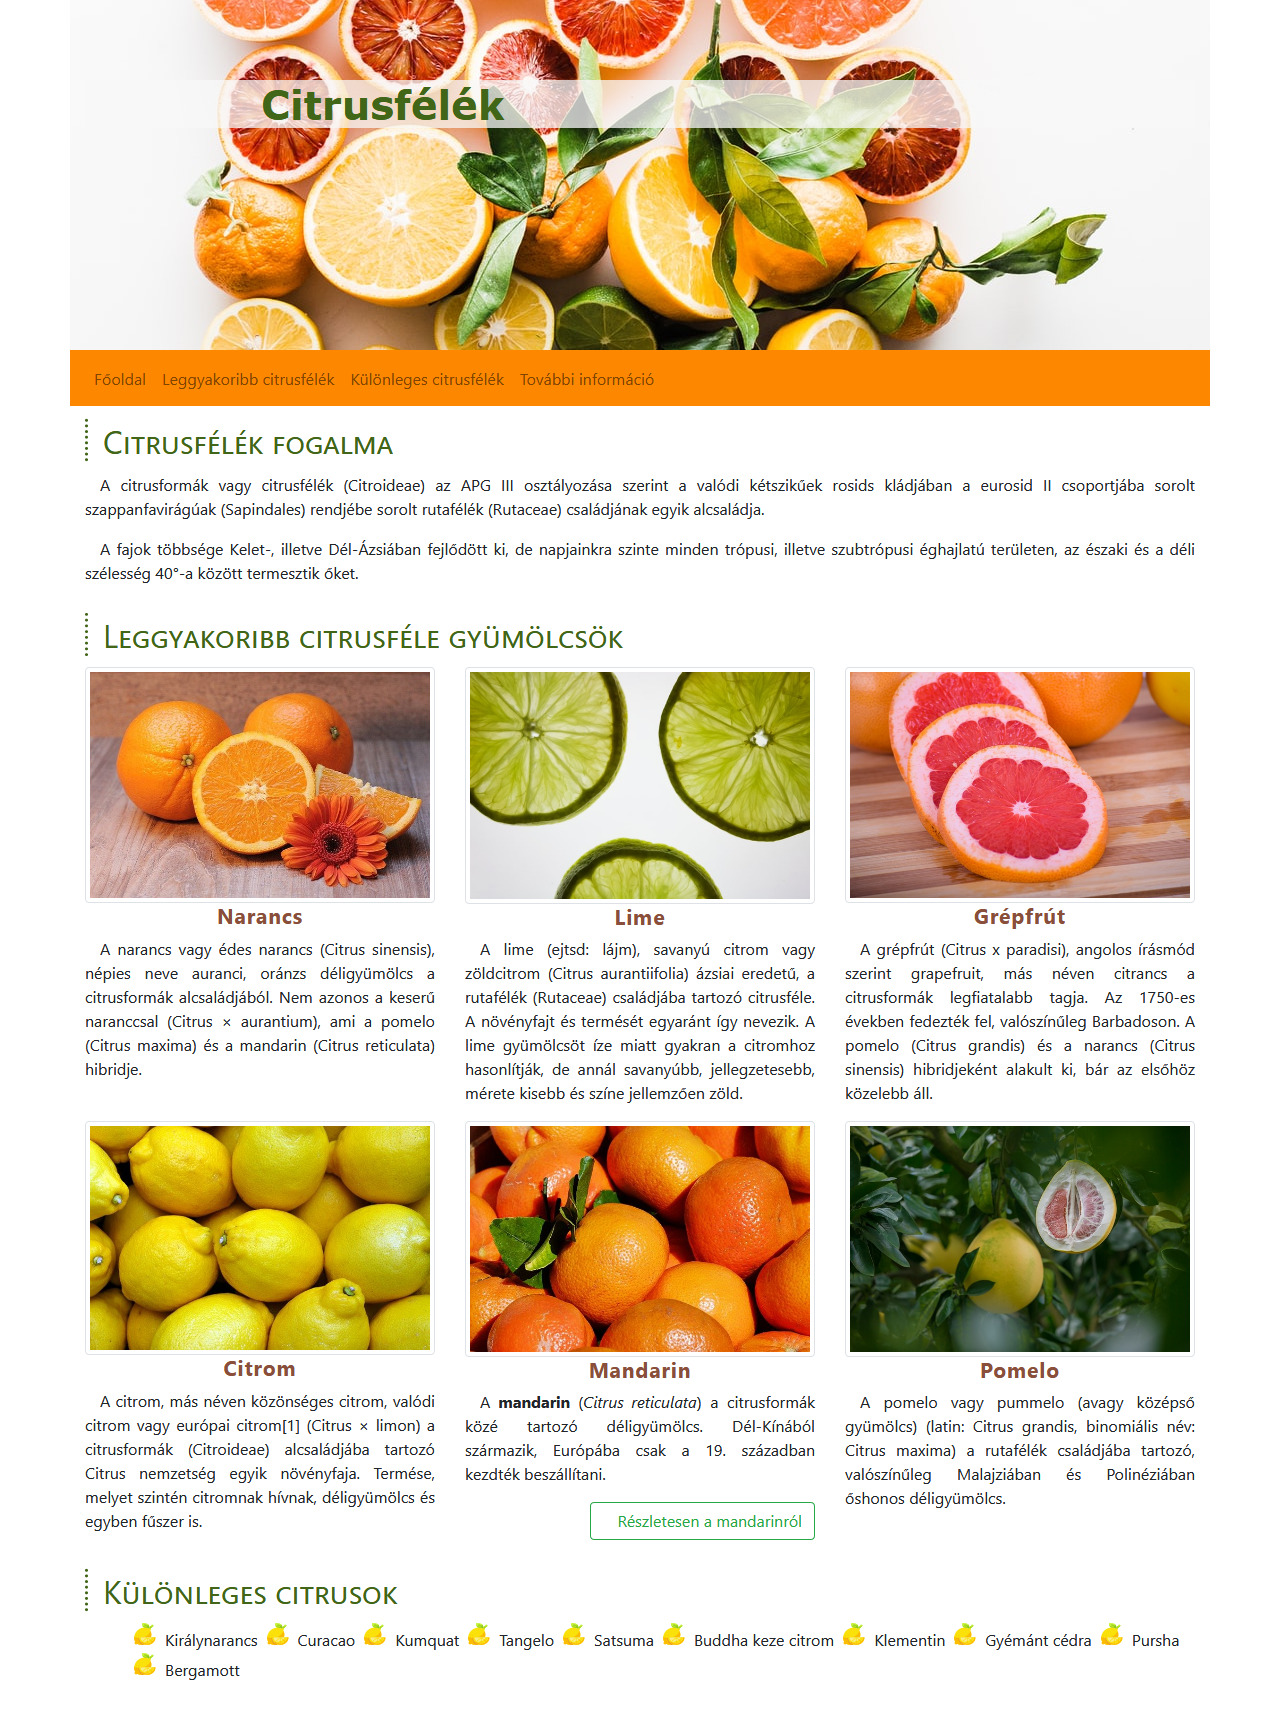 Citrusfélék
Főoldal Leggyakoribb citrusfélék Különleges citrusfélék További információ
Citrusfélék fogalma
A citrusformák vagy citrusfélék (Citroideae) az APG III osztályozása szerint a valódi kétszikűek rosids kládjában a eurosid II csoportjába sorolt
szappanfavirágúak (Sapindales) rendjébe sorolt rutafélék (Rutaceae) családjának egyik alcsaládja.
A fajok többsége Kelet-, illetve Dél-Ázsiában fejlődött ki, de napjainkra szinte minden trópusi, illetve szubtrópusi éghajlatú területen, az északi és a déli
szélesség 40°-a között termesztik őket.
Leggyakoribb citrusféle gyümölcsök
Narancs
A narancs vagy édes narancs (Citrus sinensis),
népies neve auranci, oránzs déligyümölcs a
citrusformák alcsaládjából. Nem azonos a keserű
naranccsal (Citrus × aurantium), ami a pomelo
(Citrus maxima) és a mandarin (Citrus reticulata)
hibridje.
Lime
A lime (ejtsd: lájm), savanyú citrom vagy
zöldcitrom (Citrus aurantiifolia) ázsiai eredetű, a
rutafélék (Rutaceae) családjába tartozó citrusféle.
A növényfajt és termését egyaránt így nevezik. A
lime gyümölcsöt íze miatt gyakran a citromhoz
hasonlítják, de annál savanyúbb, jellegzetesebb,
mérete kisebb és színe jellemzően zöld.
Grépfrút
A grépfrút (Citrus x paradisi), angolos írásmód
szerint grapefruit, más néven citrancs a
citrusformák legfiatalabb tagja. Az 1750-es
években fedezték fel, valószínűleg Barbadoson. A
pomelo (Citrus grandis) és a narancs (Citrus
sinensis) hibridjeként alakult ki, bár az elsőhöz
közelebb áll.
Citrom
A citrom, más néven közönséges citrom, valódi
citrom vagy európai citrom[1] (Citrus × limon) a
citrusformák (Citroideae) alcsaládjába tartozó
Citrus nemzetség egyik növényfaja. Termése,
melyet szintén citromnak hívnak, déligyümölcs és
egyben fűszer is.
Mandarin
A mandarin (Citrus reticulata) a citrusformák
közé tartozó déligyümölcs. Dél-Kínából
származik, Európába csak a 19. században
kezdték beszállítani.
Részletesen a mandarinról
Pomelo
A pomelo vagy pummelo (avagy középső
gyümölcs) (latin: Citrus grandis, binomiális név:
Citrus maxima) a rutafélék családjába tartozó,
valószínűleg Malajziában és Polinéziában
őshonos déligyümölcs.
Különleges citrusok
Királynarancs Curacao Kumquat Tangelo Satsuma Buddha keze citrom Klementin Gyémánt cédra Pursha
Bergamott